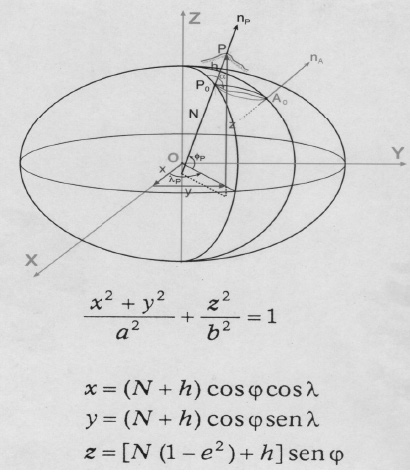 Z
n_P
P
n_A
h
P₀
A₀
N
z
O
ϕ_P
Y
x
λ_P
y
X
x² + y² / a² + z² / b² = 1
x = (N + h) cos φ cos λ
y = (N + h) cos φ sen λ
z = [N (1 – e²) + h] sen φ